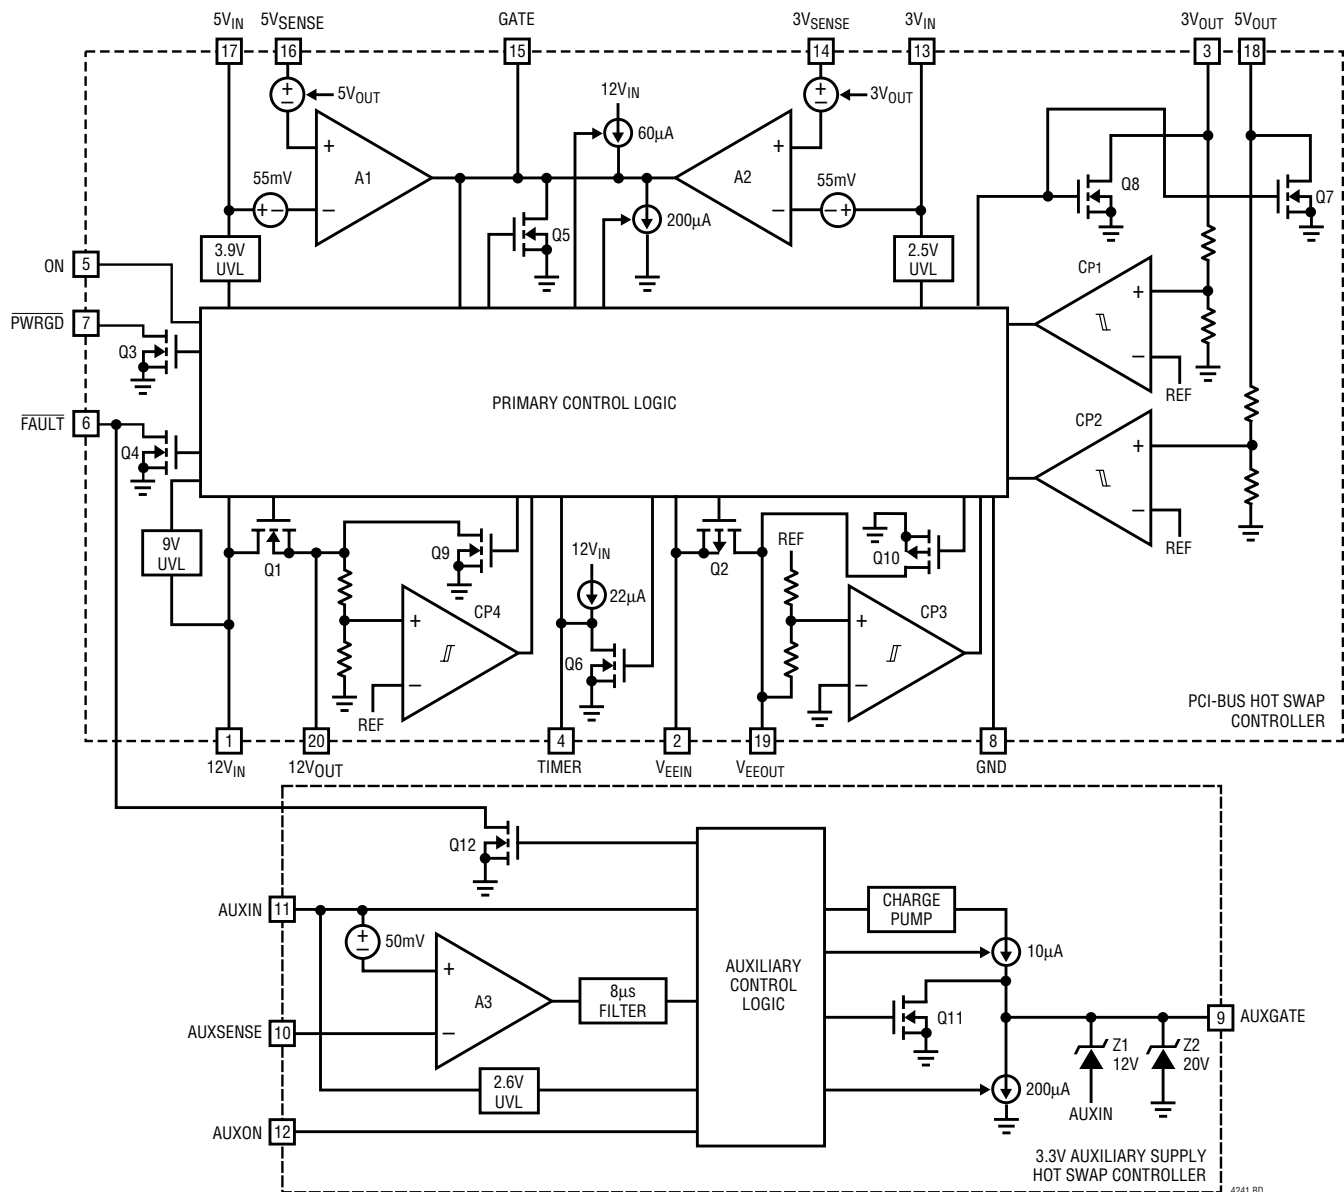 5VIN
5VSENSE
GATE
3VSENSE
3VIN
3VOUT
5VOUT
17
16
15
14
13
3
18
+
−
5VOUT
12VIN
+
−
3VOUT
60µA
+
A1
−
+
A2
−
55mV
+−
55mV
−+
Q8
Q7
Q5
200µA
3.9V
UVL
2.5V
UVL
ON
5
CP1
+
−
REF
PWRGD
7
Q3
PRIMARY CONTROL LOGIC
FAULT
6
Q4
CP2
+
−
REF
9V
UVL
Q1
Q9
12VIN
22µA
Q2
REF
Q10
CP4
+
−
REF
Q6
CP3
+
−
PCI-BUS HOT SWAP
CONTROLLER
1
20
4
2
19
8
12VIN
12VOUT
TIMER
VEEIN
VEEOUT
GND
Q12
AUXIN
11
+
−
50mV
+
A3
−
8µs
FILTER
AUXILIARY
CONTROL
LOGIC
CHARGE
PUMP
10µA
Q11
AUXSENSE
10
9
AUXGATE
Z1
12V
Z2
20V
2.6V
UVL
200µA
AUXIN
AUXON
12
3.3V AUXILIARY SUPPLY
HOT SWAP CONTROLLER
4241 BD